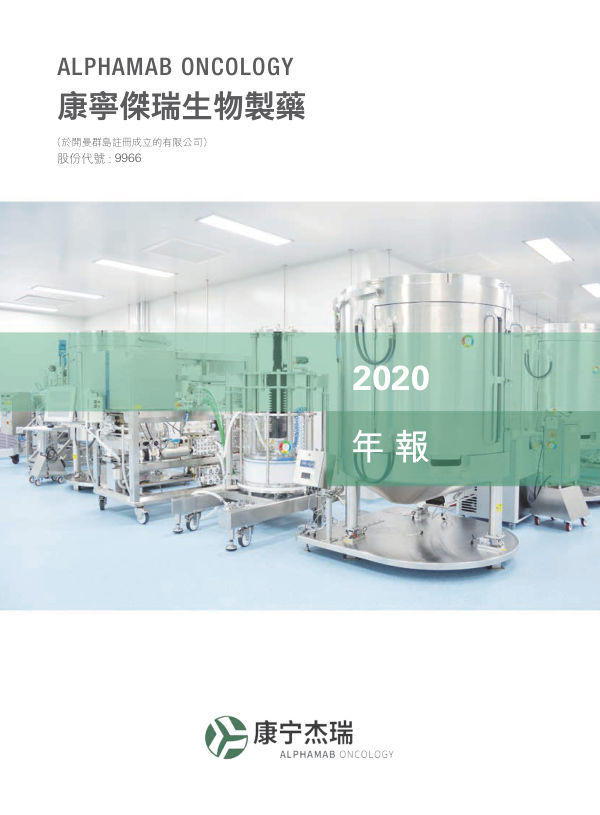 ALPHAMAB ONCOLOGY
康寧傑瑞生物製藥
（於開曼群島註冊成立的有限公司）
股份代號 : 9966
2020
年報
康宁杰瑞
ALPHAMAB ONCOLOGY